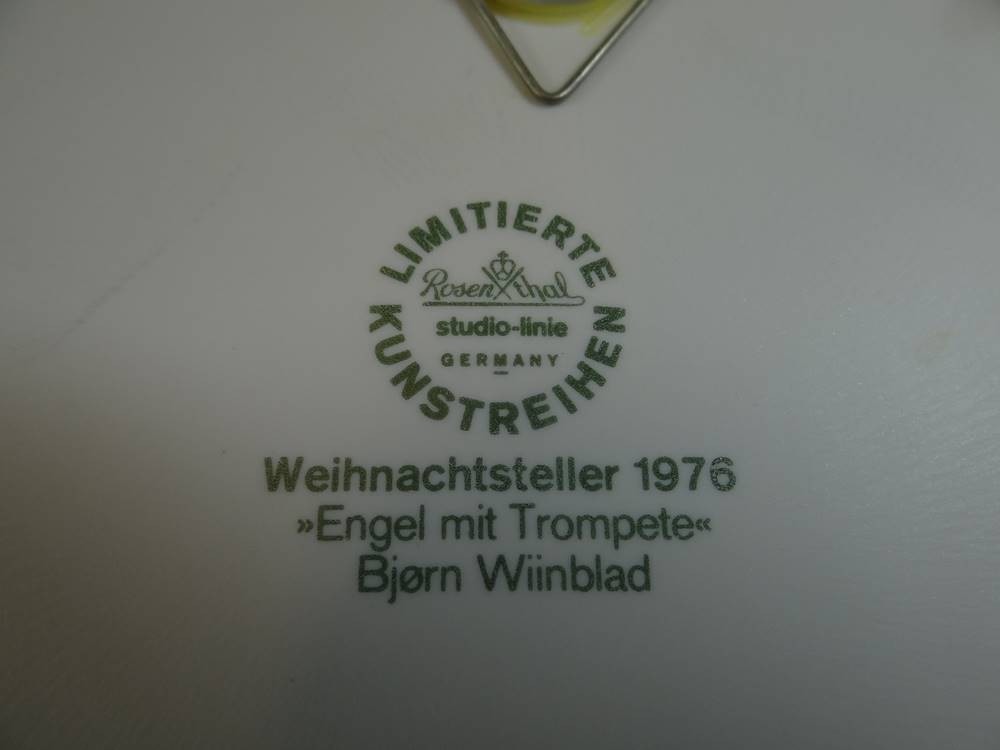 LIMITIERTE
Rosenthal
studio-linie
GERMANY
KUNSTREIHEN
Weihnachtsteller 1976
»Engel mit Trompete«
Bjørn Wiinblad